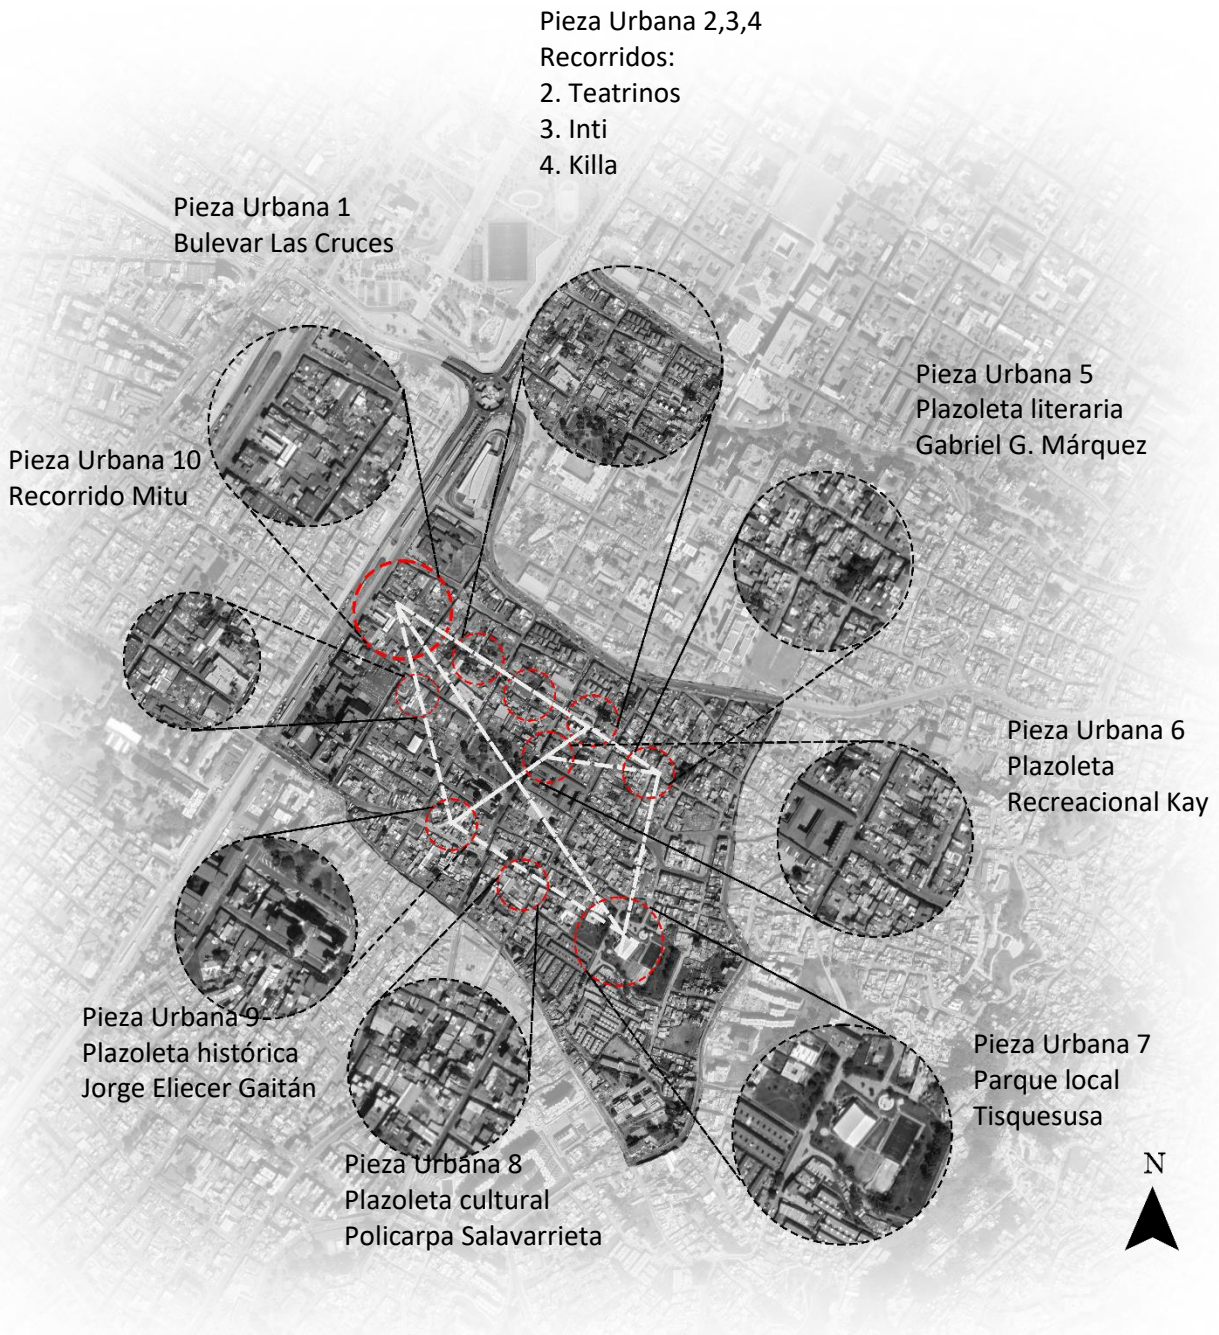 Pieza Urbana 2,3,4
Recorridos:
2. Teatrinos
3. Inti
4. Killa
Pieza Urbana 1
Bulevar Las Cruces
Pieza Urbana 5
Plazoleta literaria
Gabriel G. Márquez
Pieza Urbana 10
Recorrido Mitu
Pieza Urbana 6
Plazoleta
Recreacional Kay
Pieza Urbana 9
Plazoleta histórica
Jorge Eliecer Gaitán
Pieza Urbana 7
Parque local
Tisquesusa
Pieza Urbana 8
Plazoleta cultural
Policarpa Salavarrieta
N